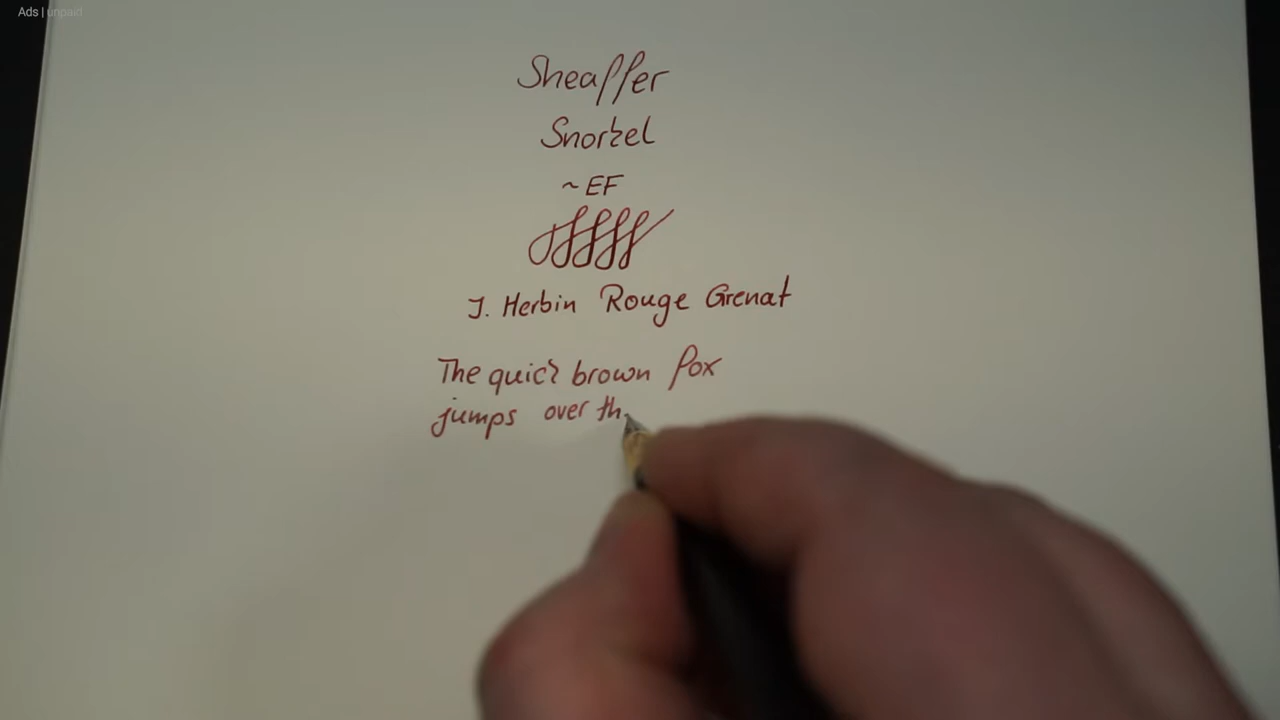 Ads | unpaid
Sheaffer
Snorkel
~EF
J. Herbin Rouge Grenat
The quick brown fox
jumps over th